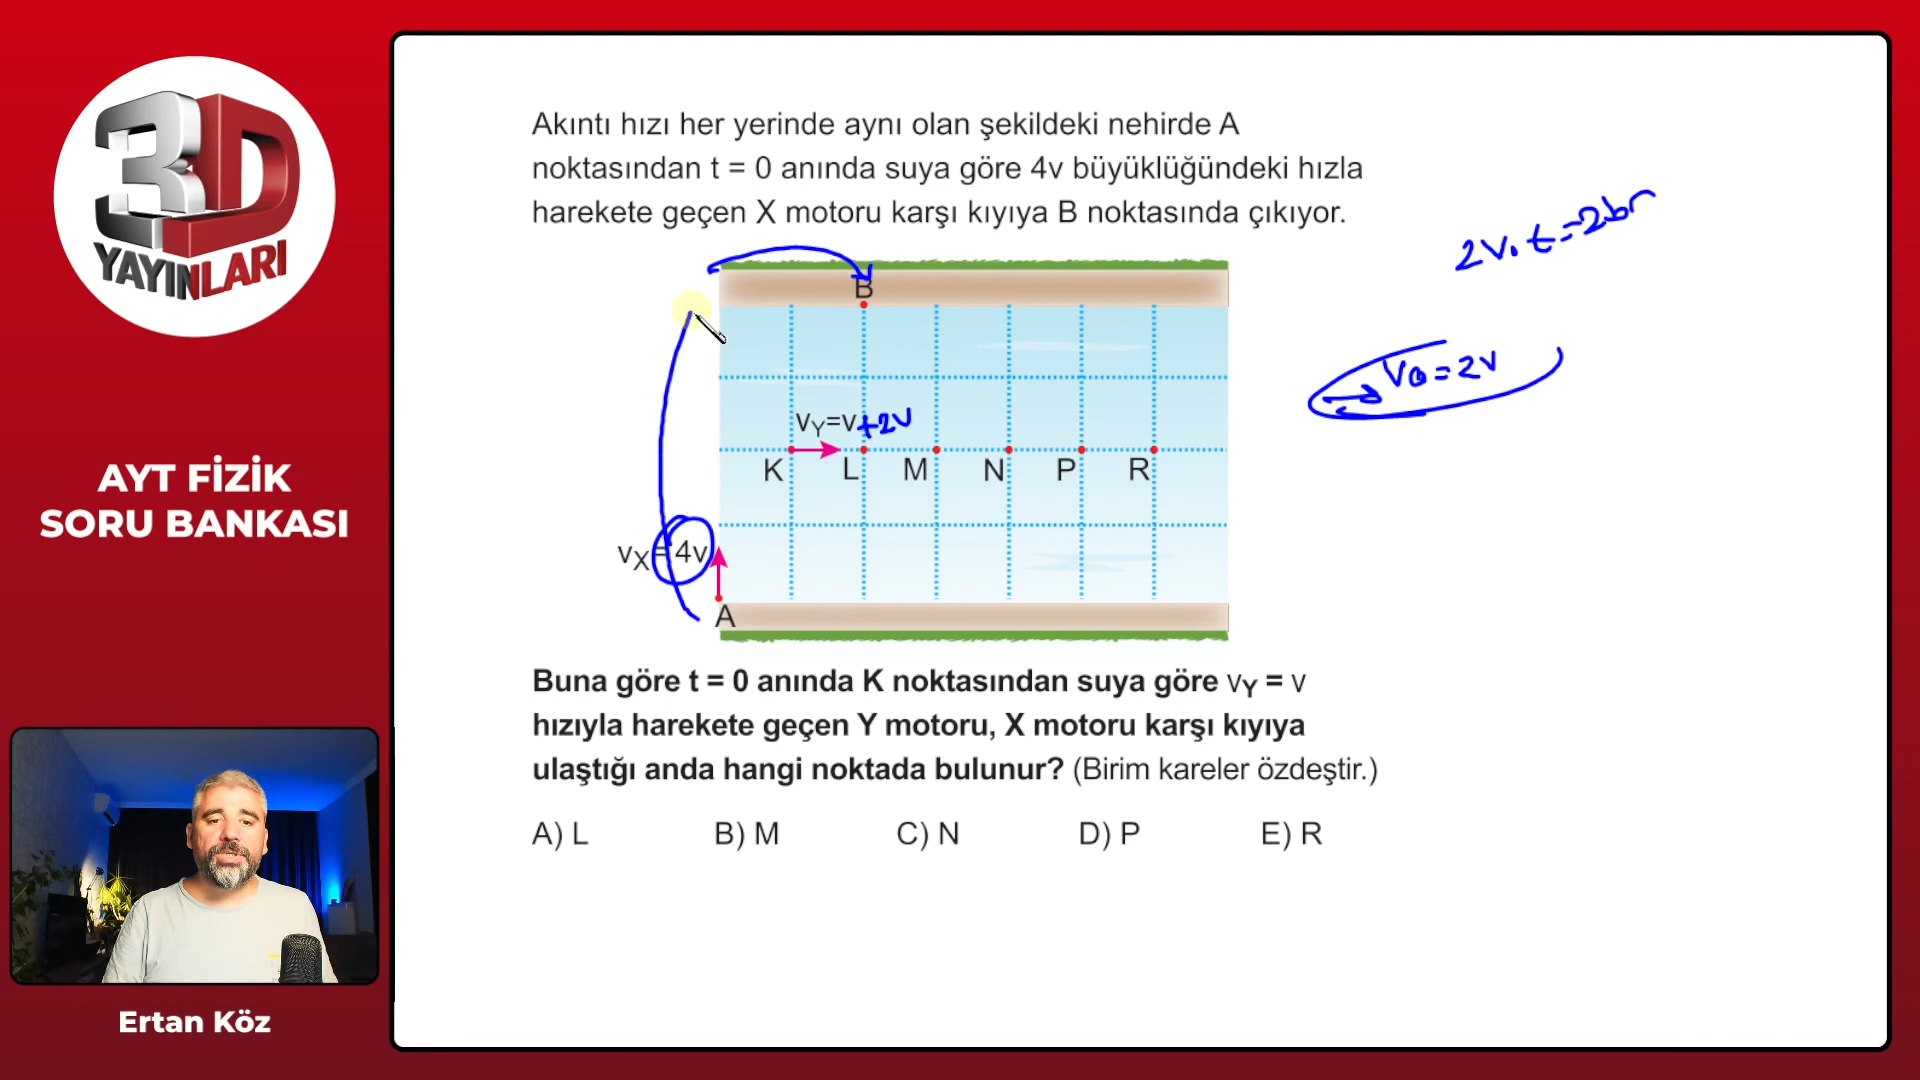 3D
YAYINLARI
AYT FİZİK
SORU BANKASI
Ertan Köz
Akıntı hızı her yerinde aynı olan şekildeki nehirde A
noktasından t = 0 anında suya göre 4v büyüklüğündeki hızla
harekete geçen X motoru karşı kıyıya B noktasında çıkıyor.
2v.t=2br
B
vY=v+2v
K L M N P R
vX=4v
A
Buna göre t = 0 anında K noktasından suya göre vY = v
hızıyla harekete geçen Y motoru, X motoru karşı kıyıya
ulaştığı anda hangi noktada bulunur? (Birim kareler özdeştir.)
A) L B) M C) N D) P E) R